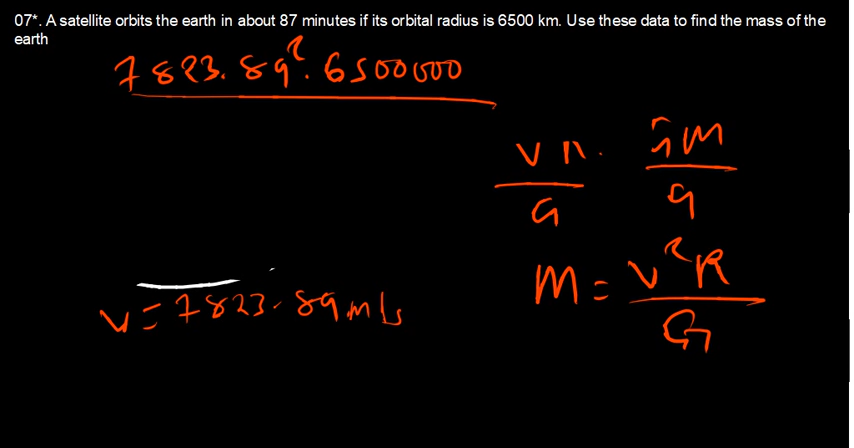 07*. A satellite orbits the earth in about 87 minutes if its orbital radius is 6500 km. Use these data to find the mass of the
earth
7823.89². 6500000
v R. GM
G G
M = v²R
G
v = 7823.89 m/s